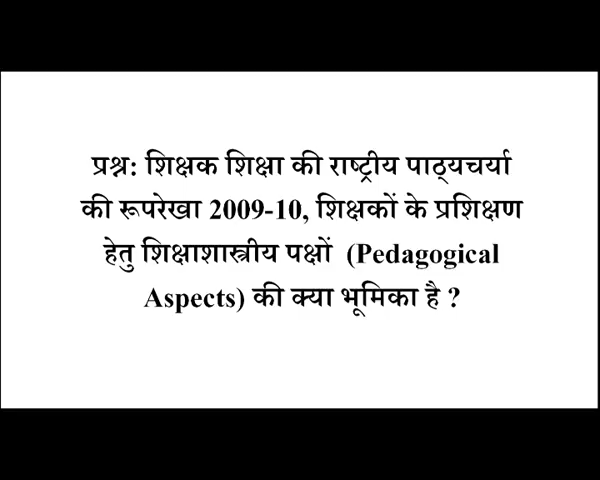 प्रश्न: शिक्षक शिक्षा की राष्ट्रीय पाठ्यचर्या
की रूपरेखा 2009-10, शिक्षकों के प्रशिक्षण
हेतु शिक्षाशास्त्रीय पक्षों (Pedagogical
Aspects) की क्या भूमिका है ?